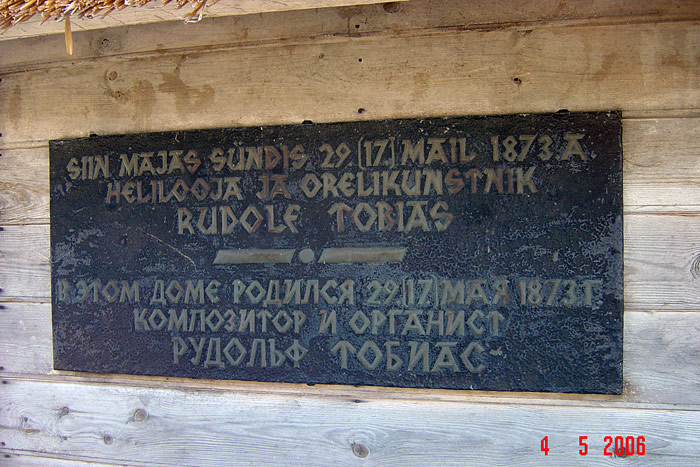 SIIN MAJAS SÜNDIS 29.(17) MAIL 1873.A.
HELILOOJA JA ORELIKUNSTNIK
RUDOLF TOBIAS
В ЭТОМ ДОМЕ РОДИЛСЯ 29.(17) МАЯ 1873 Г.
КОМПОЗИТОР И ОРГАНИСТ
РУДОЛЬФ ТОБИАС
4 5 2006